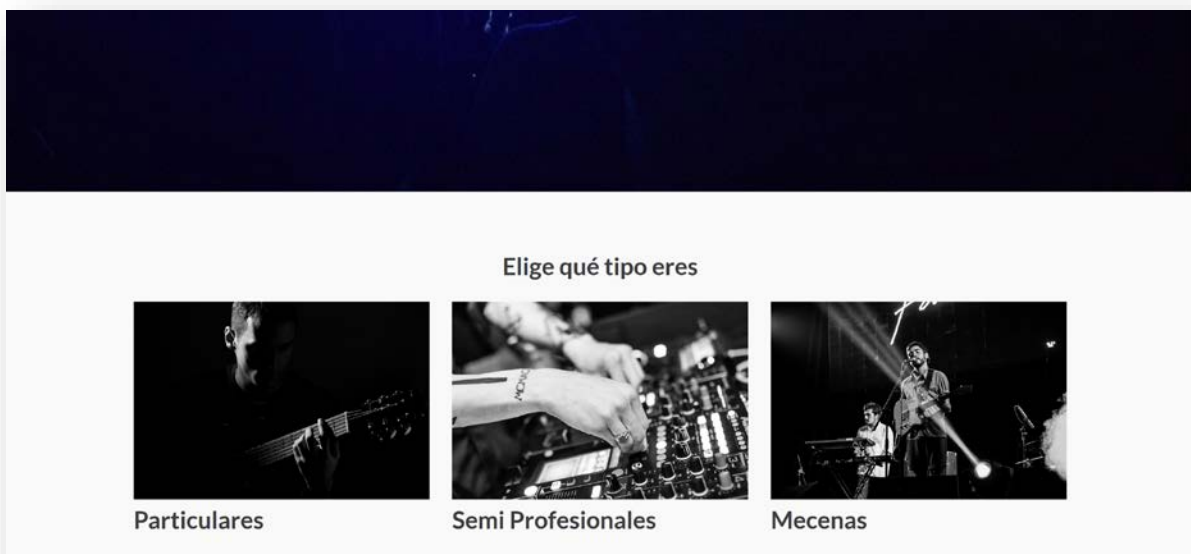 Elige qué tipo eres
Particulares
Semi Profesionales
Mecenas